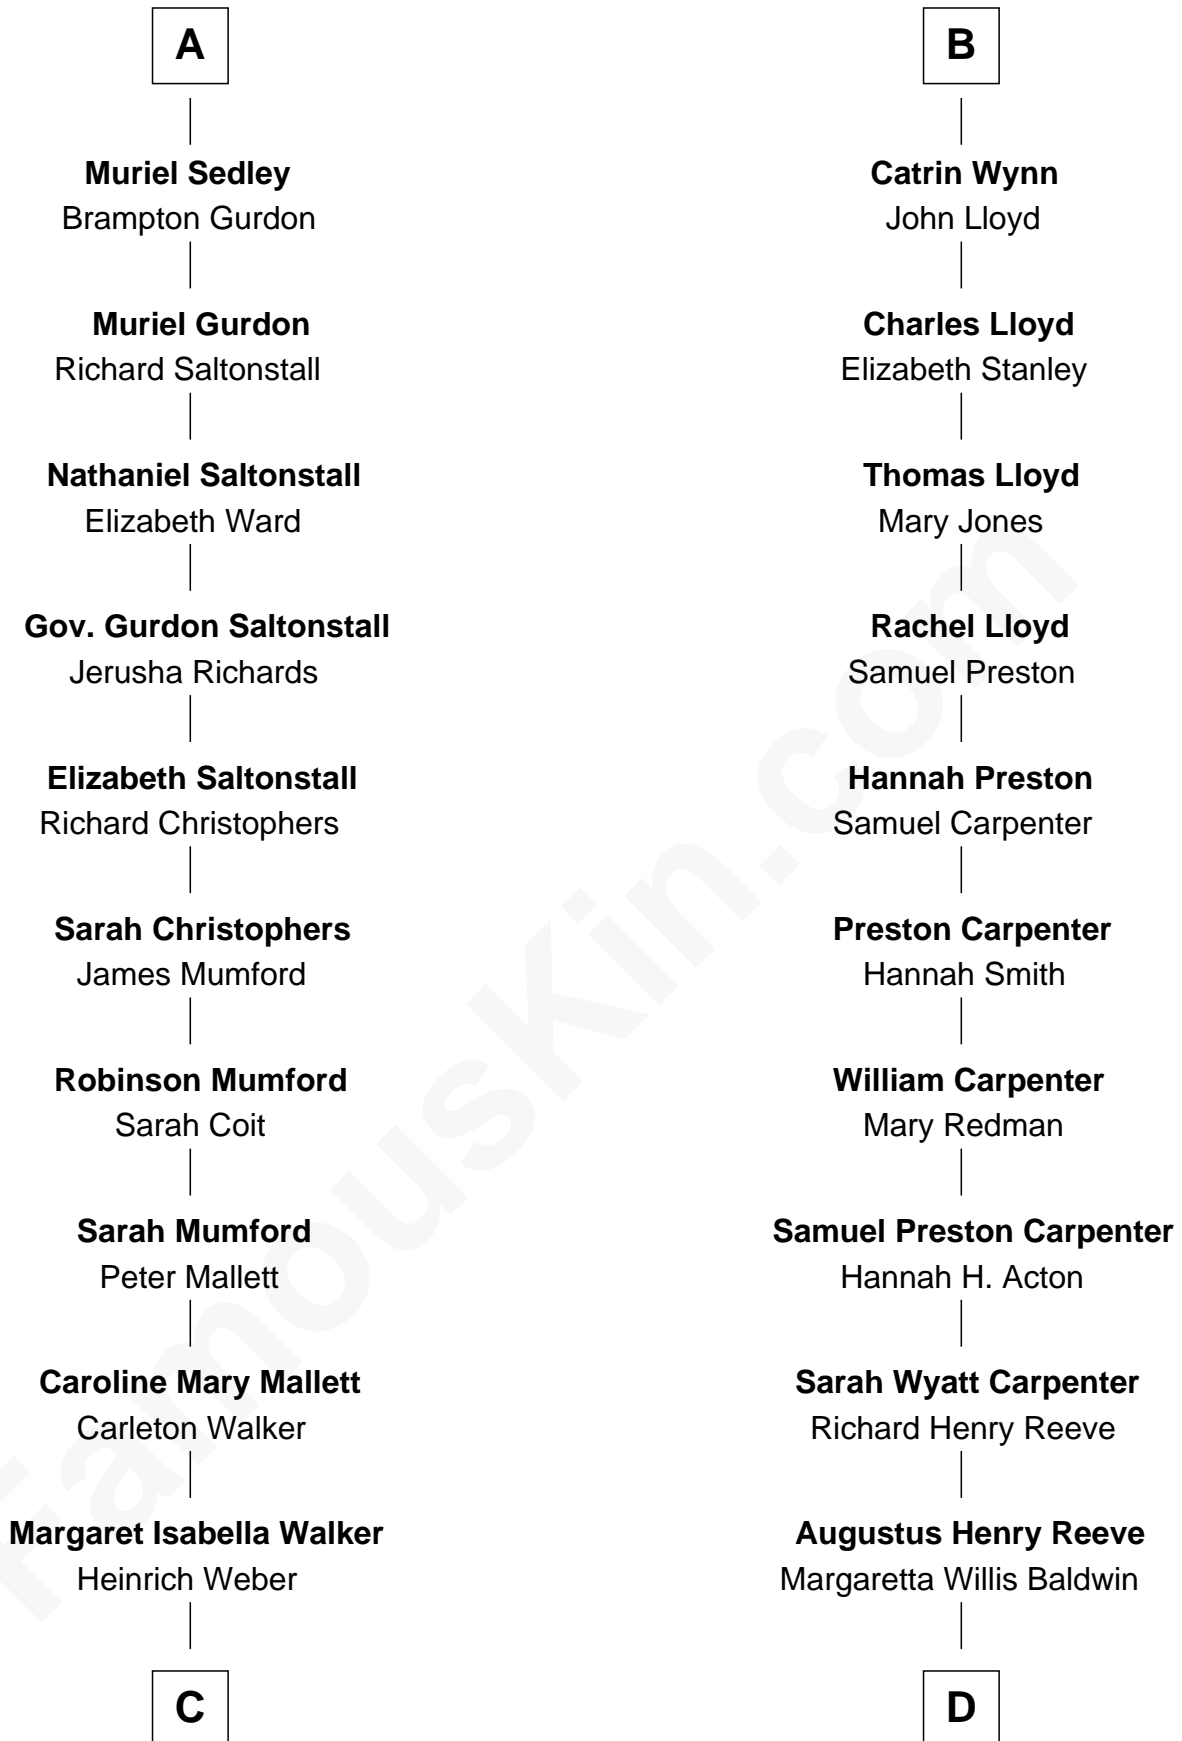 A
Muriel Sedley
Brampton Gurdon
Muriel Gurdon
Richard Saltonstall
Nathaniel Saltonstall
Elizabeth Ward
Gov. Gurdon Saltonstall
Jerusha Richards
Elizabeth Saltonstall
Richard Christophers
Sarah Christophers
James Mumford
Robinson Mumford
Sarah Coit
Sarah Mumford
Peter Mallett
Caroline Mary Mallett
Carleton Walker
Margaret Isabella Walker
Heinrich Weber
C
B
Catrin Wynn
John Lloyd
Charles Lloyd
Elizabeth Stanley
Thomas Lloyd
Mary Jones
Rachel Lloyd
Samuel Preston
Hannah Preston
Samuel Carpenter
Preston Carpenter
Hannah Smith
William Carpenter
Mary Redman
Samuel Preston Carpenter
Hannah H. Acton
Sarah Wyatt Carpenter
Richard Henry Reeve
Augustus Henry Reeve
Margaretta Willis Baldwin
D
FamousKin.com